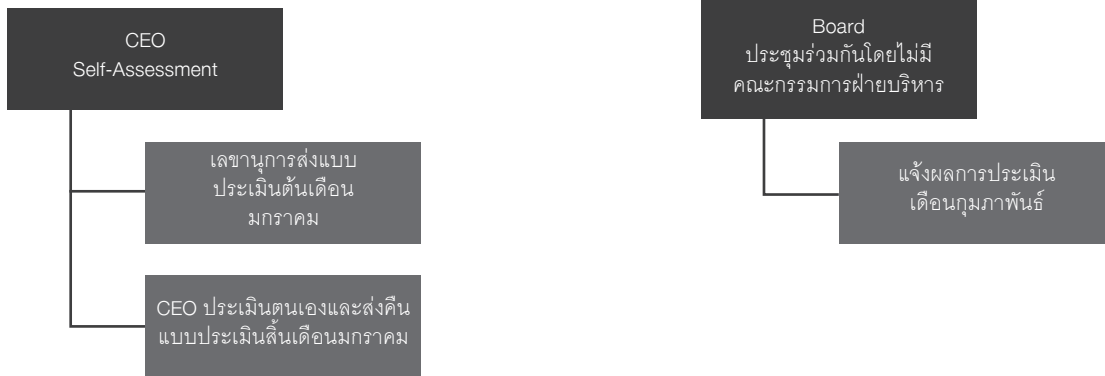 CEO
Self-Assessment
เลขานุการส่งแบบ
ประเมินต้นเดือน
มกราคม
CEO ประเมินตนเองและส่งคืน
แบบประเมินสิ้นเดือนมกราคม
Board
ประชุมร่วมกันโดยไม่มี
คณะกรรมการฝ่ายบริหาร
แจ้งผลการประเมิน
เดือนกุมภาพันธ์